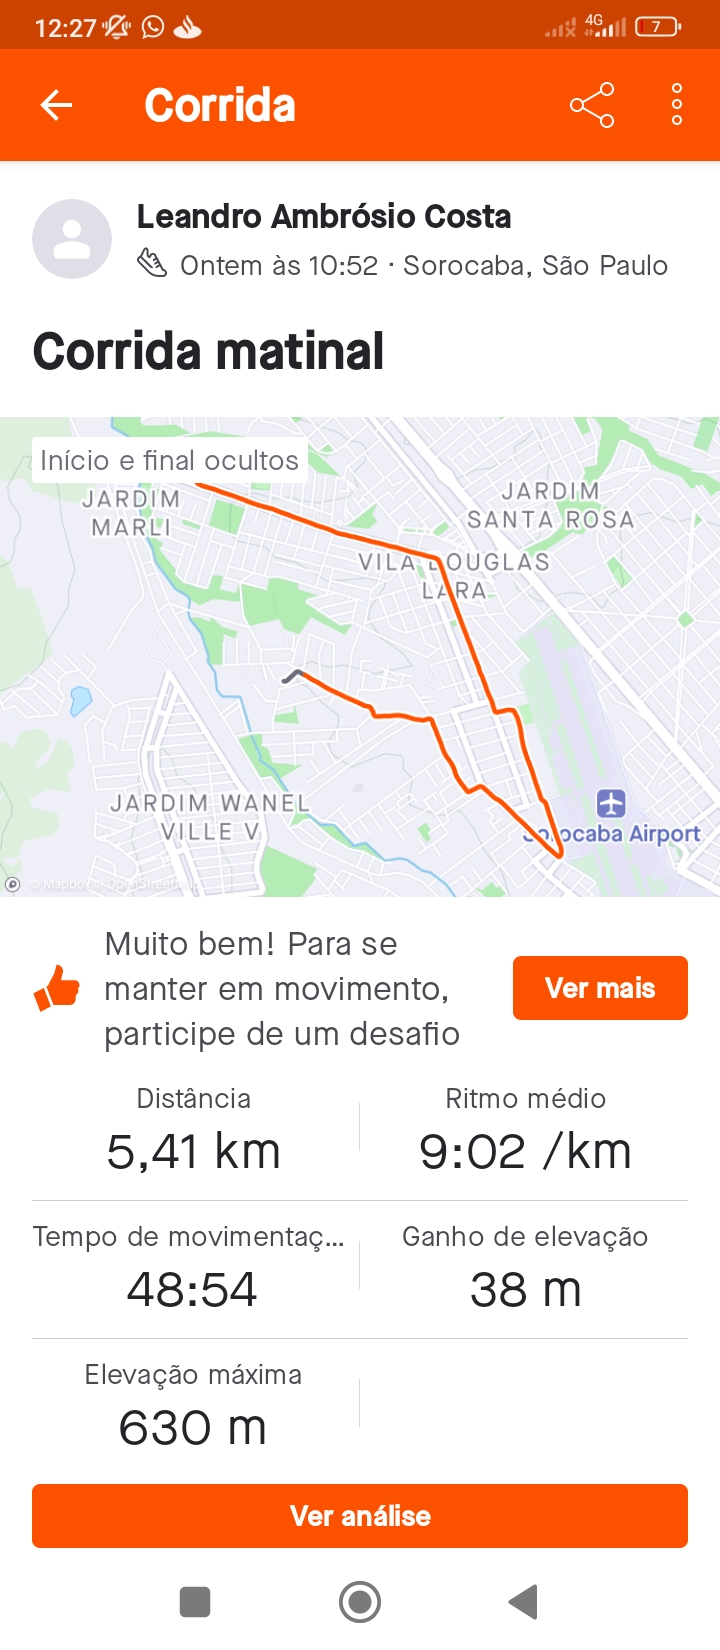 12:27
4G
7
Corrida
Leandro Ambrósio Costa
Ontem às 10:52 · Sorocaba, São Paulo
Corrida matinal
Início e final ocultos
JARDIM
MARLI
JARDIM
SANTA ROSA
VILA DOUGLAS
LARA
JARDIM WANEL
VILLE V
Sorocaba Airport
© Mapbox © OpenStreetMap
Muito bem! Para se
manter em movimento,
participe de um desafio
Ver mais
Distância
5,41 km
Ritmo médio
9:02 /km
Tempo de movimentaç...
48:54
Ganho de elevação
38 m
Elevação máxima
630 m
Ver análise